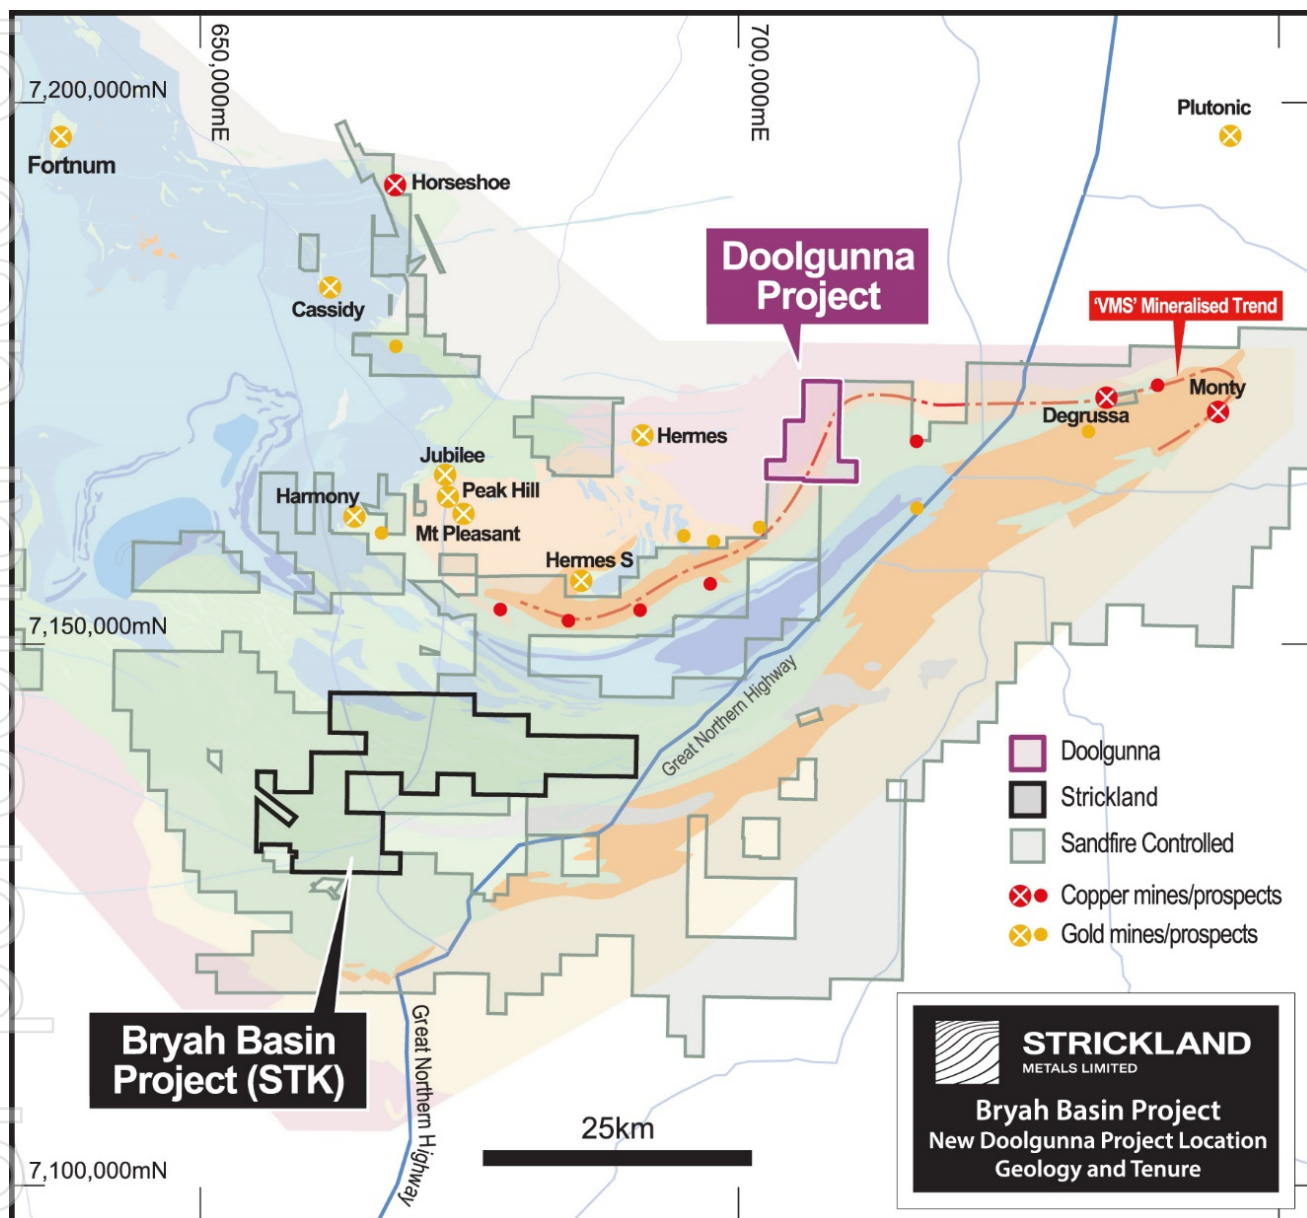 650,000mE
700,000mE
7,200,000mN
Plutonic
Fortnum
Horseshoe
Doolgunna
Project
Cassidy
'VMS' Mineralised Trend
Monty
Degrussa
Hermes
Jubilee
Peak Hill
Harmony
Mt Pleasant
Hermes S
7,150,000mN
Great Northern Highway
Doolgunna
Strickland
Sandfire Controlled
Copper mines/prospects
Gold mines/prospects
Bryah Basin
Project (STK)
Great Northern Highway
25km
7,100,000mN
STRICKLAND
METALS LIMITED
Bryah Basin Project
New Doolgunna Project Location
Geology and Tenure